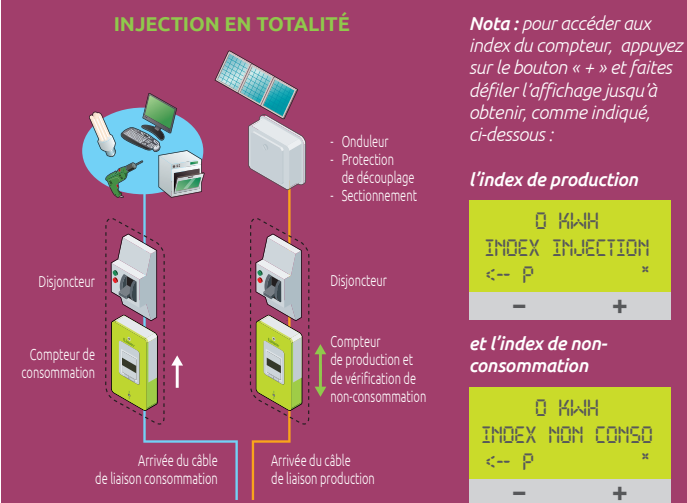 INJECTION EN TOTALITÉ
- Onduleur
- Protection
de découplage
- Sectionnement
Disjoncteur
Disjoncteur
Compteur de
consommation
Compteur
de production et
de vérification de
non-consommation
Arrivée du câble
de liaison consommation
Arrivée du câble
de liaison production
Nota : pour accéder aux
index du compteur, appuyez
sur le bouton « + » et faites
défiler l'affichage jusqu'à
obtenir, comme indiqué,
ci-dessous :
l'index de production
0 KWH
INDEX INJECTION
<-- P *
− +
et l'index de non-
consommation
0 KWH
INDEX NON CONSO
<-- P *
− +